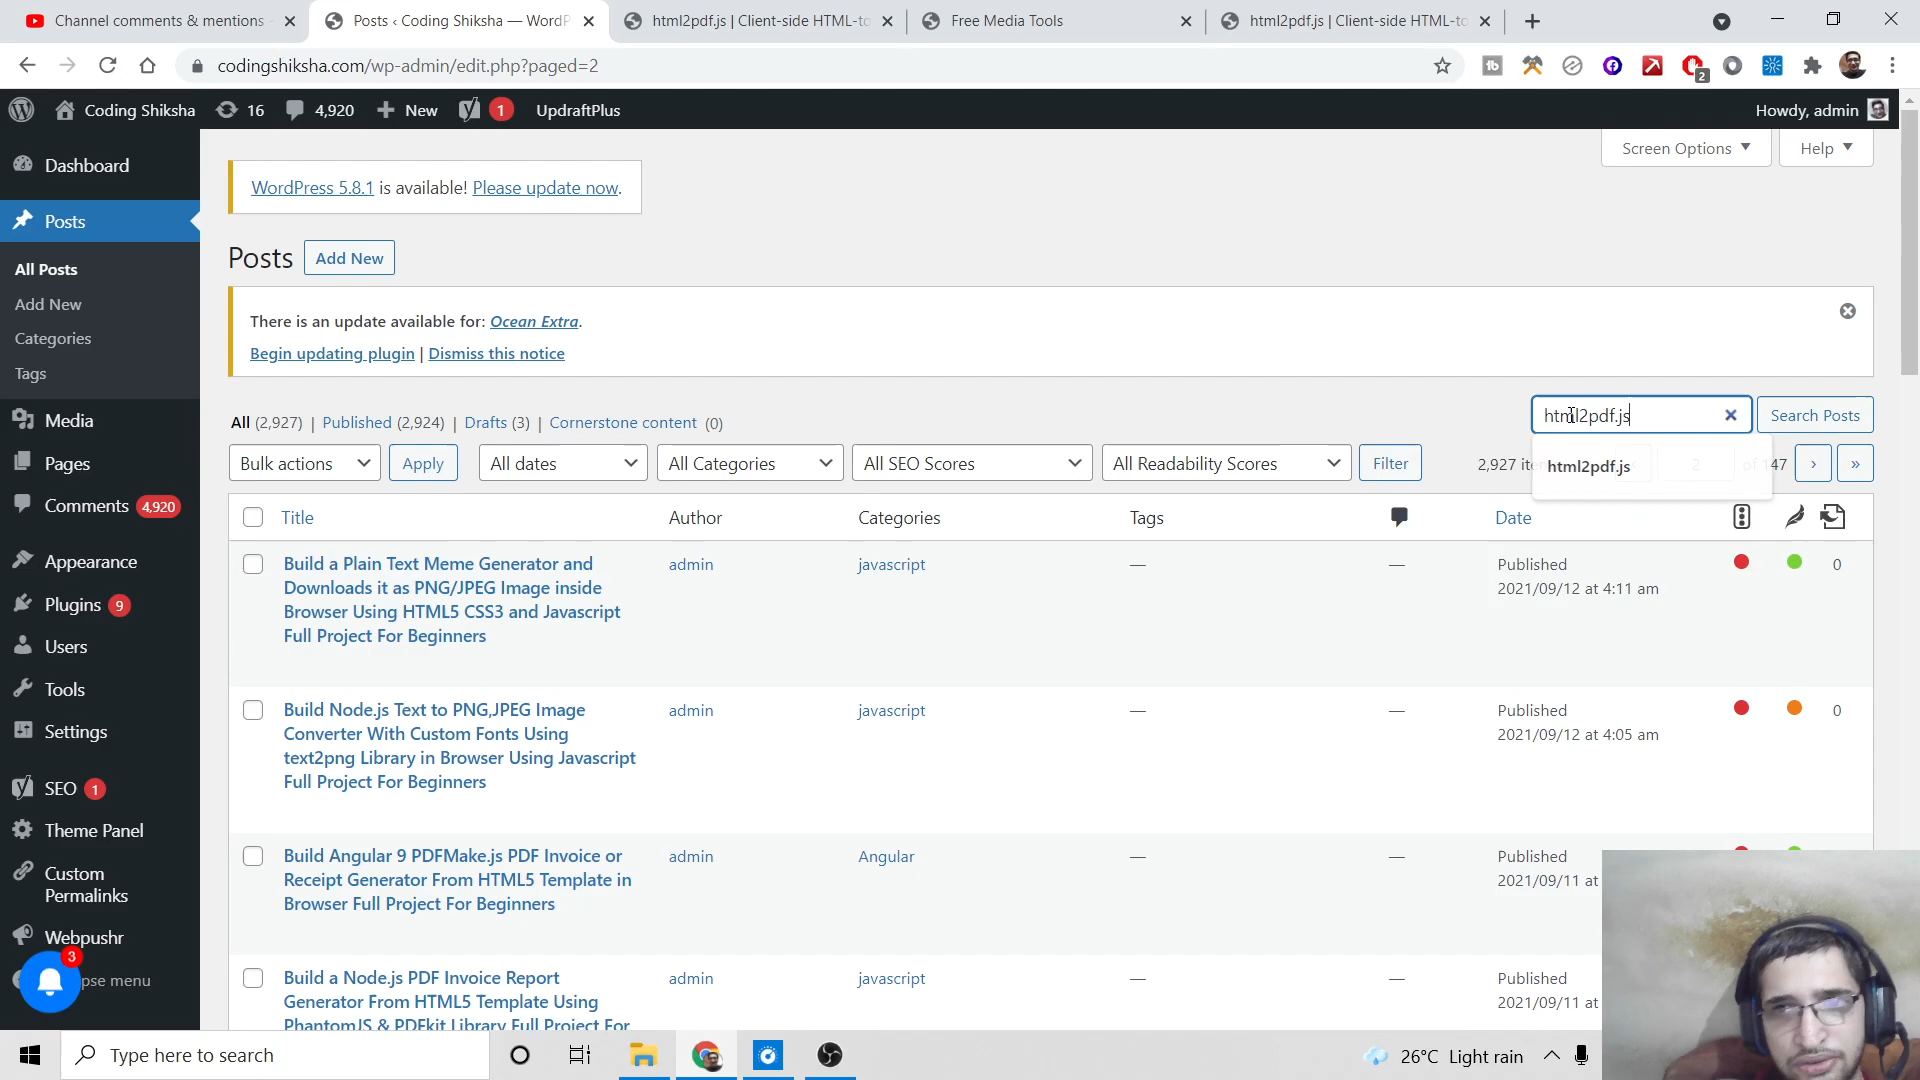 Channel comments & mentions
Posts ‹ Coding Shiksha — WordP
html2pdf.js | Client-side HTML-to
Free Media Tools
html2pdf.js | Client-side HTML-to
codingshiksha.com/wp-admin/edit.php?paged=2
2
Coding Shiksha
16
4,920
New
1
UpdraftPlus
Howdy, admin
Dashboard
Posts
All Posts
Add New
Categories
Tags
Media
Pages
Comments 4,920
Appearance
Plugins 9
Users
Tools
Settings
SEO 1
Theme Panel
Custom
Permalinks
Webpushr
3
pse menu
Screen Options
Help
WordPress 5.8.1 is available! Please update now.
Posts
Add New
There is an update available for: Ocean Extra.
Begin updating plugin | Dismiss this notice
All (2,927) | Published (2,924) | Drafts (3) | Cornerstone content (0)
html2pdf.js
Search Posts
Bulk actions
Apply
All dates
All Categories
All SEO Scores
All Readability Scores
Filter
2,927 ite
html2pdf.js
2
of 147
›
»
Title
Author
Categories
Tags
Date
Build a Plain Text Meme Generator and
Downloads it as PNG/JPEG Image inside
Browser Using HTML5 CSS3 and Javascript
Full Project For Beginners
admin
javascript
—
—
Published
2021/09/12 at 4:11 am
0
Build Node.js Text to PNG,JPEG Image
Converter With Custom Fonts Using
text2png Library in Browser Using Javascript
Full Project For Beginners
admin
javascript
—
—
Published
2021/09/12 at 4:05 am
0
Build Angular 9 PDFMake.js PDF Invoice or
Receipt Generator From HTML5 Template in
Browser Full Project For Beginners
admin
Angular
—
—
Published
2021/09/11 at
Build a Node.js PDF Invoice Report
Generator From HTML5 Template Using
PhantomJS & PDFkit Library Full Project For
admin
javascript
—
—
Published
2021/09/11 at
Type here to search
26°C Light rain